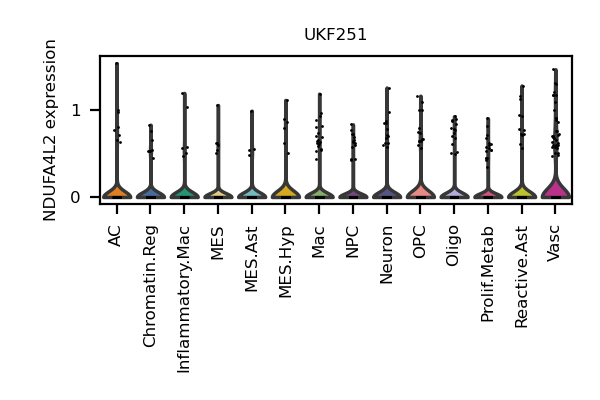 UKF251
NDUFA4L2 expression
1
0
AC
Chromatin.Reg
Inflammatory.Mac
MES
MES.Ast
MES.Hyp
Mac
NPC
Neuron
OPC
Oligo
Prolif.Metab
Reactive.Ast
Vasc